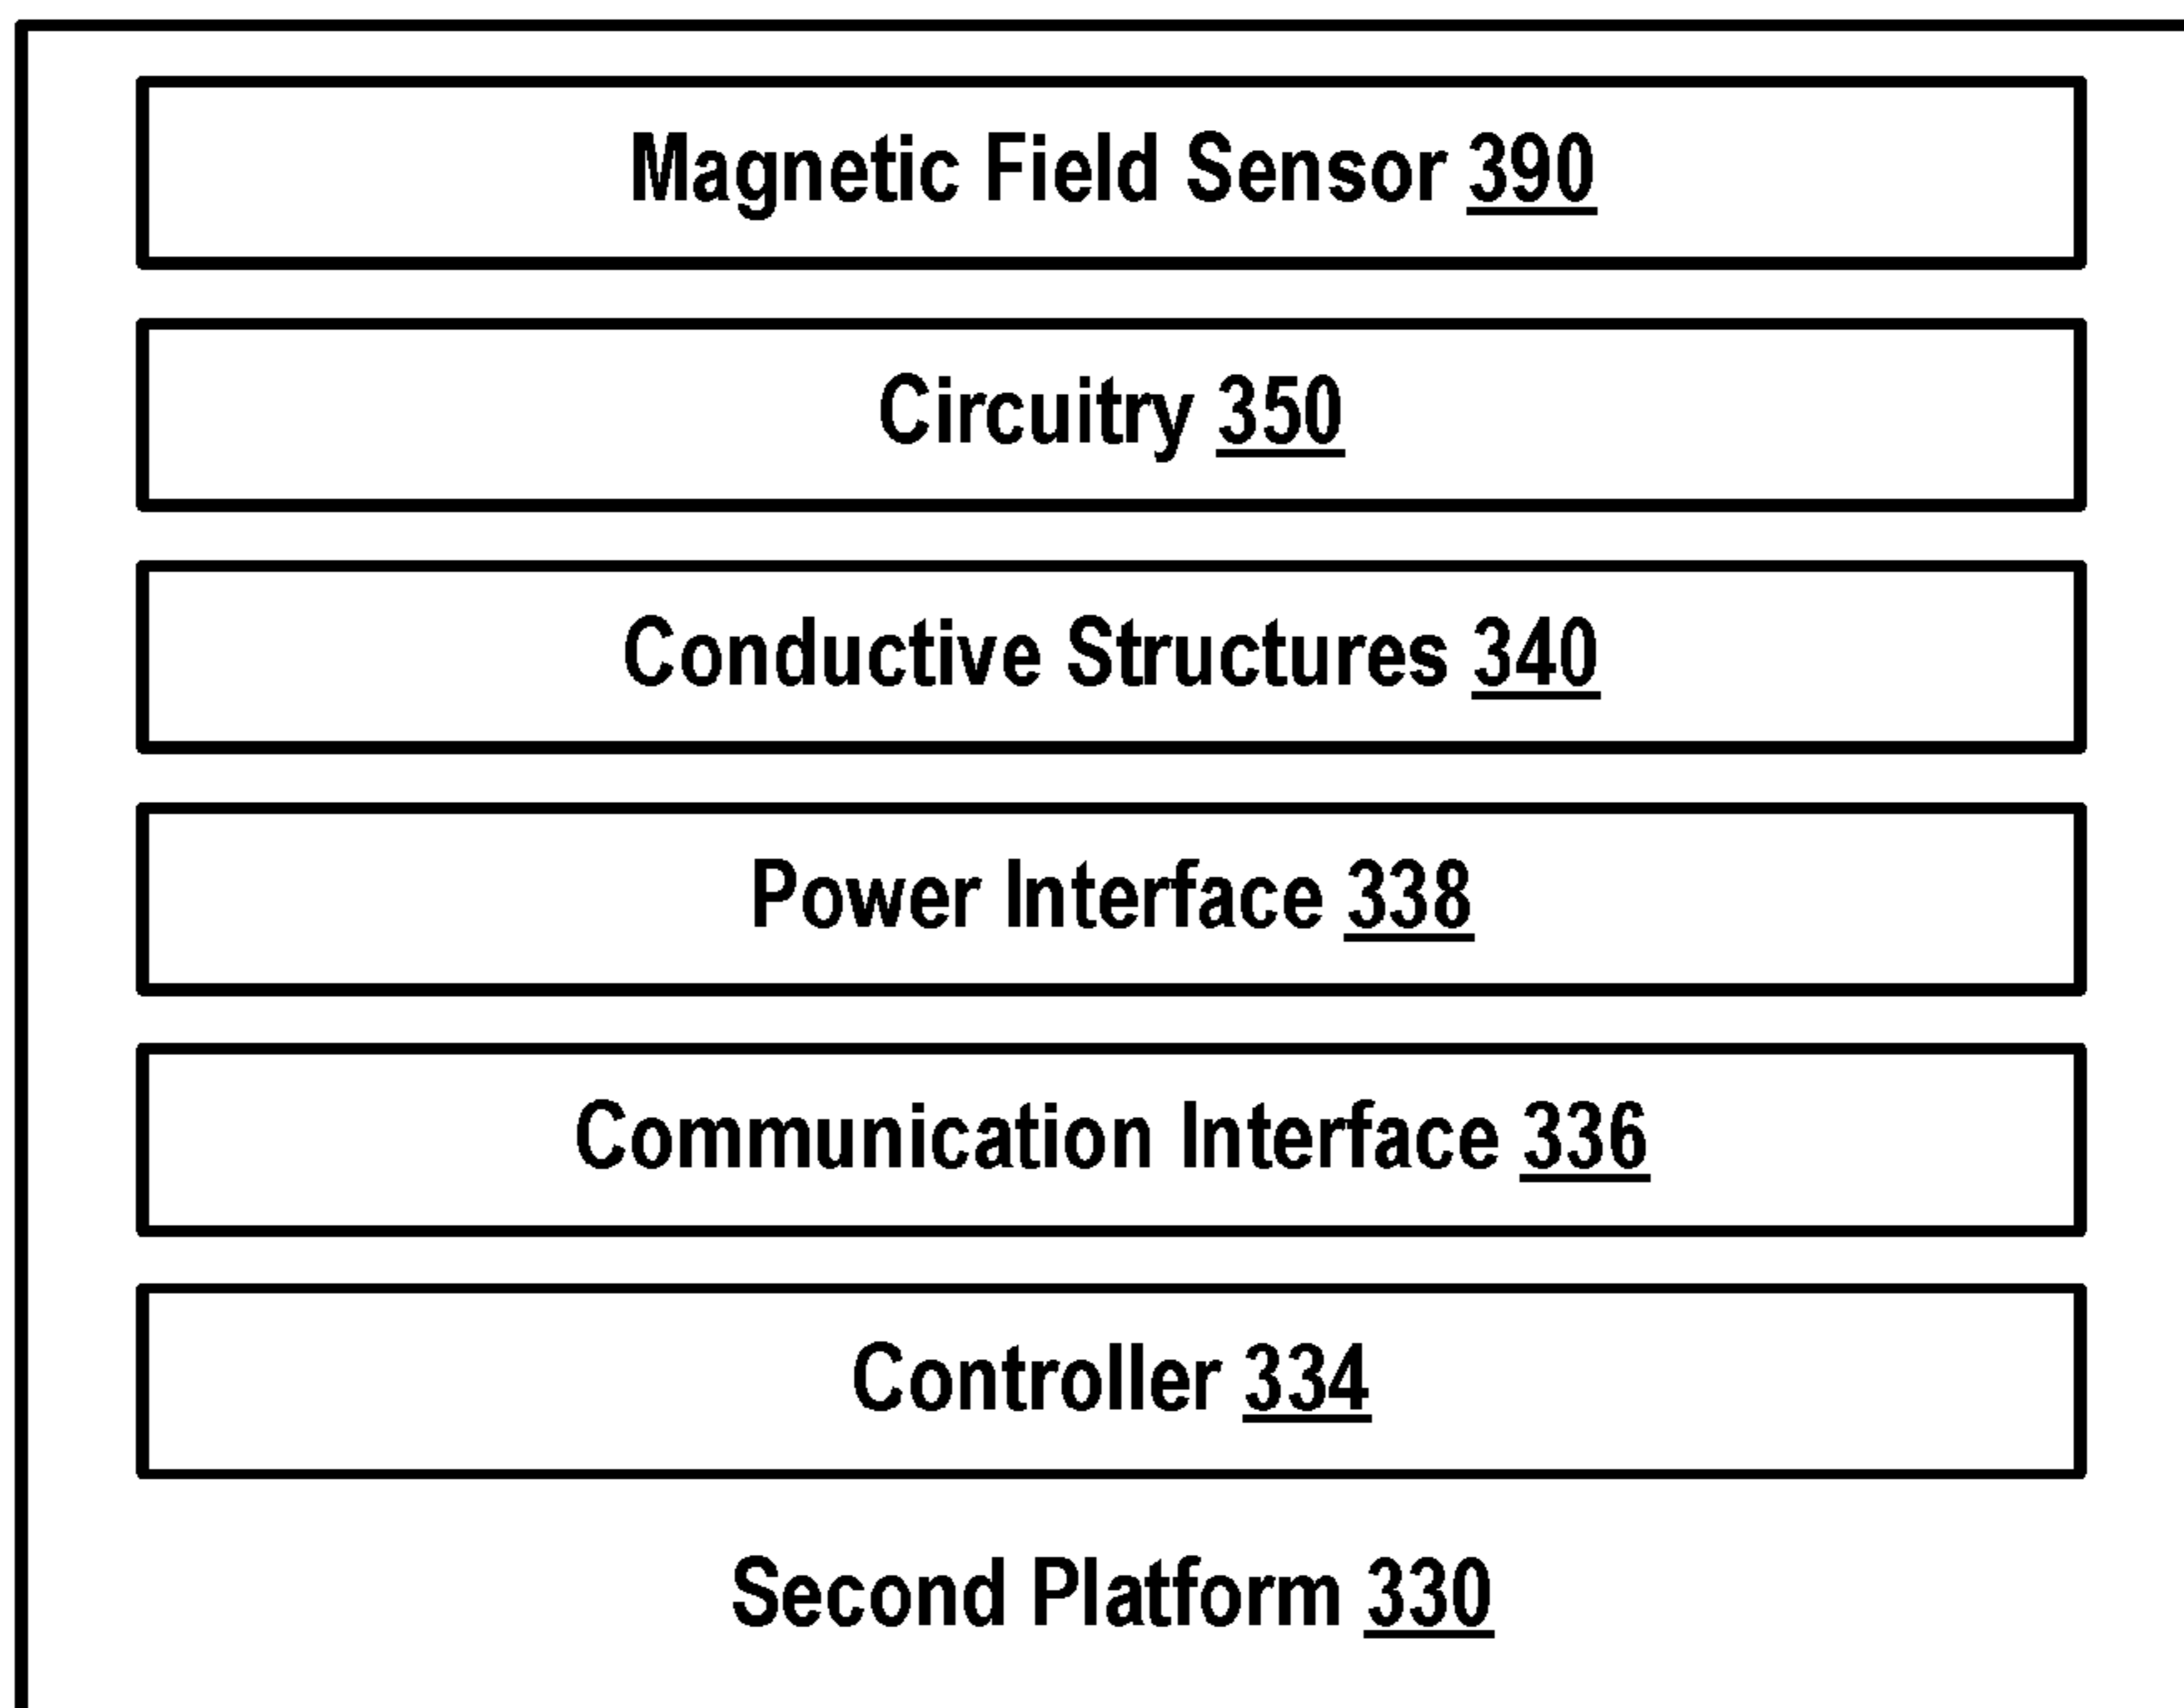 Magnetic Field Sensor 390
Circuitry 350
Conductive Structures 340
Power Interface 338
Communication Interface 336
Controller 334
Second Platform 330